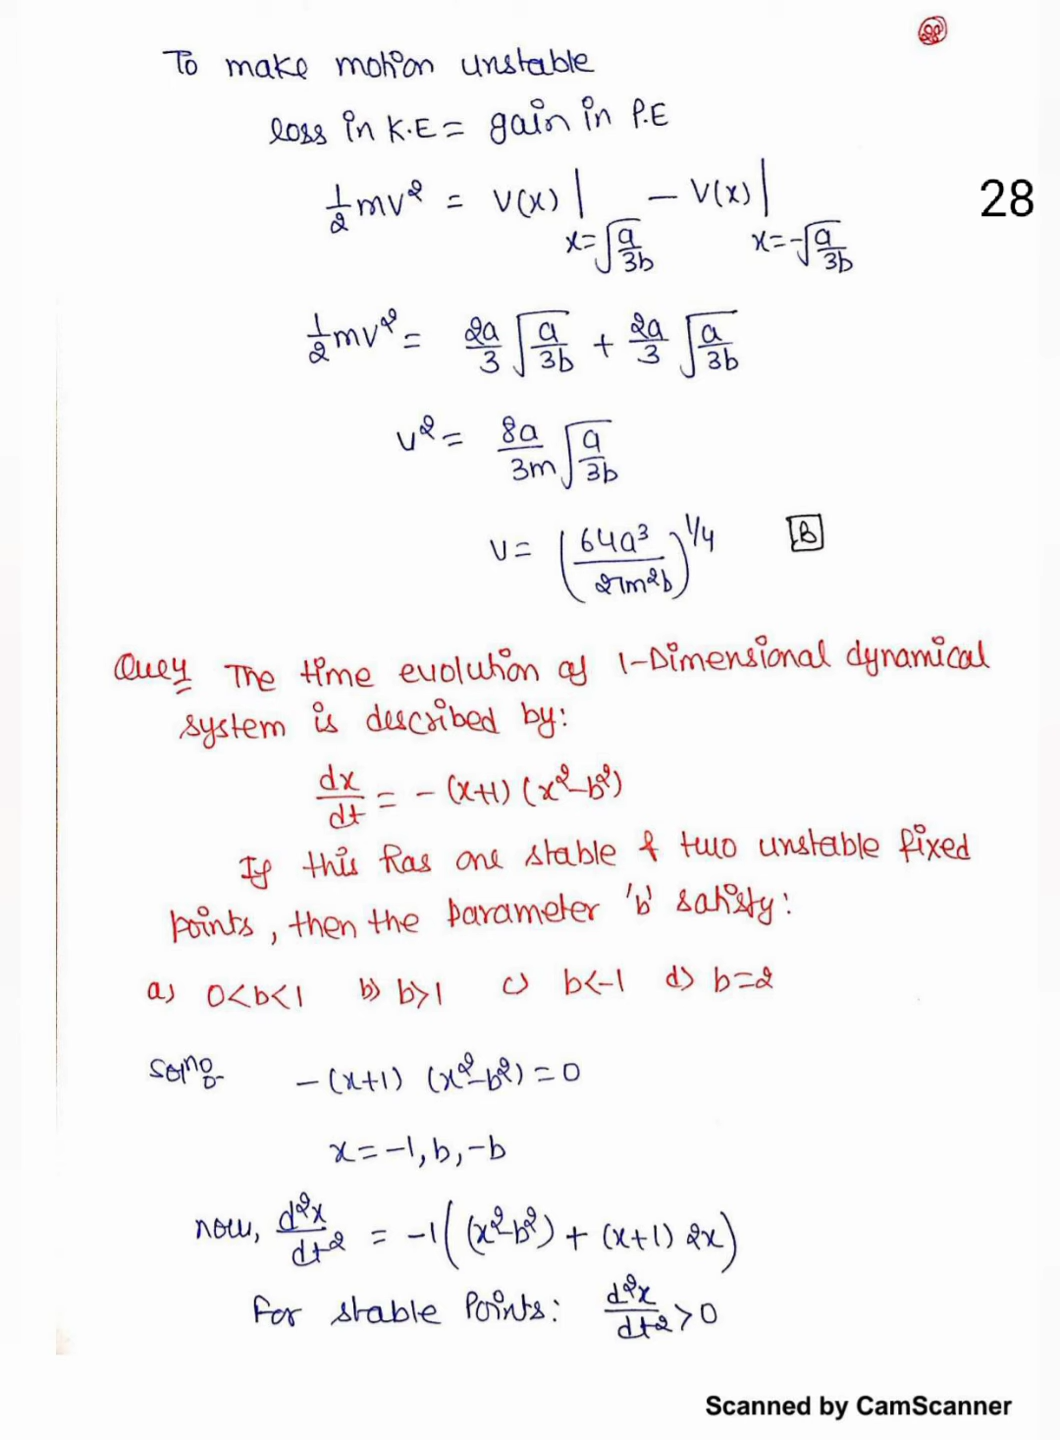 To make motion unstable
loss in K.E = gain in P.E
28
1/2 mv² = V(x)| x=√(a/3b) − V(x)| x=−√(a/3b)
1/2 mv² = 2a/3 √(a/3b) + 2a/3 √(a/3b)
v² = 8a/3m √(a/3b)
v = (64a³/27m²b)^1/4 B
The time evolution of 1-Dimensional dynamical
system is described by:
dx/dt = − (x+1) (x²−b²)
If this has one stable & two unstable fixed
points, then the parameter 'b' satisfy:
a) 0<b<1 b) b>1 c) b<-1 d) b=2
Soln:- −(x+1) (x²−b²) = 0
x = −1, b, −b
now, d²x/dt² = −1((x²−b²) + (x+1) 2x)
For stable Points: d²x/dt² > 0
Scanned by CamScanner